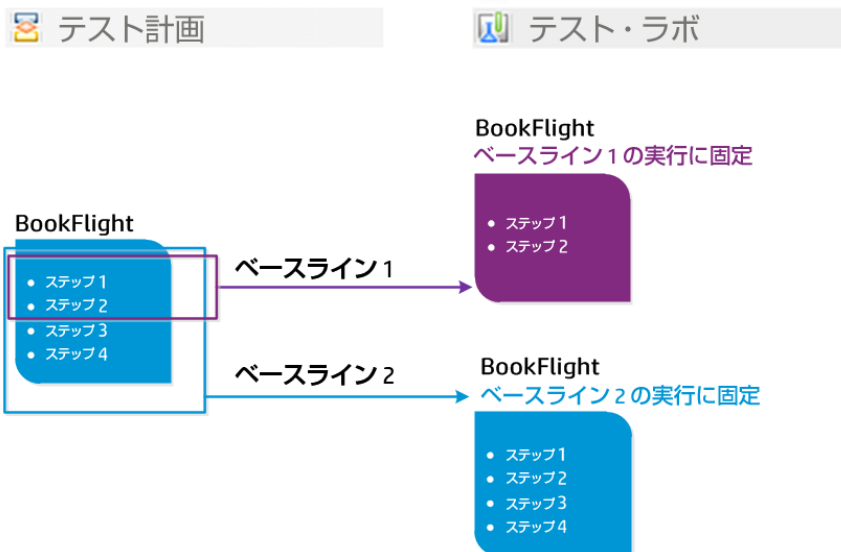 テスト計画
テスト・ラボ
BookFlight
ベースライン1の実行に固定
• ステップ1
• ステップ2
BookFlight
• ステップ1
• ステップ2
• ステップ3
• ステップ4
ベースライン1
ベースライン2
BookFlight
ベースライン2の実行に固定
• ステップ1
• ステップ2
• ステップ3
• ステップ4